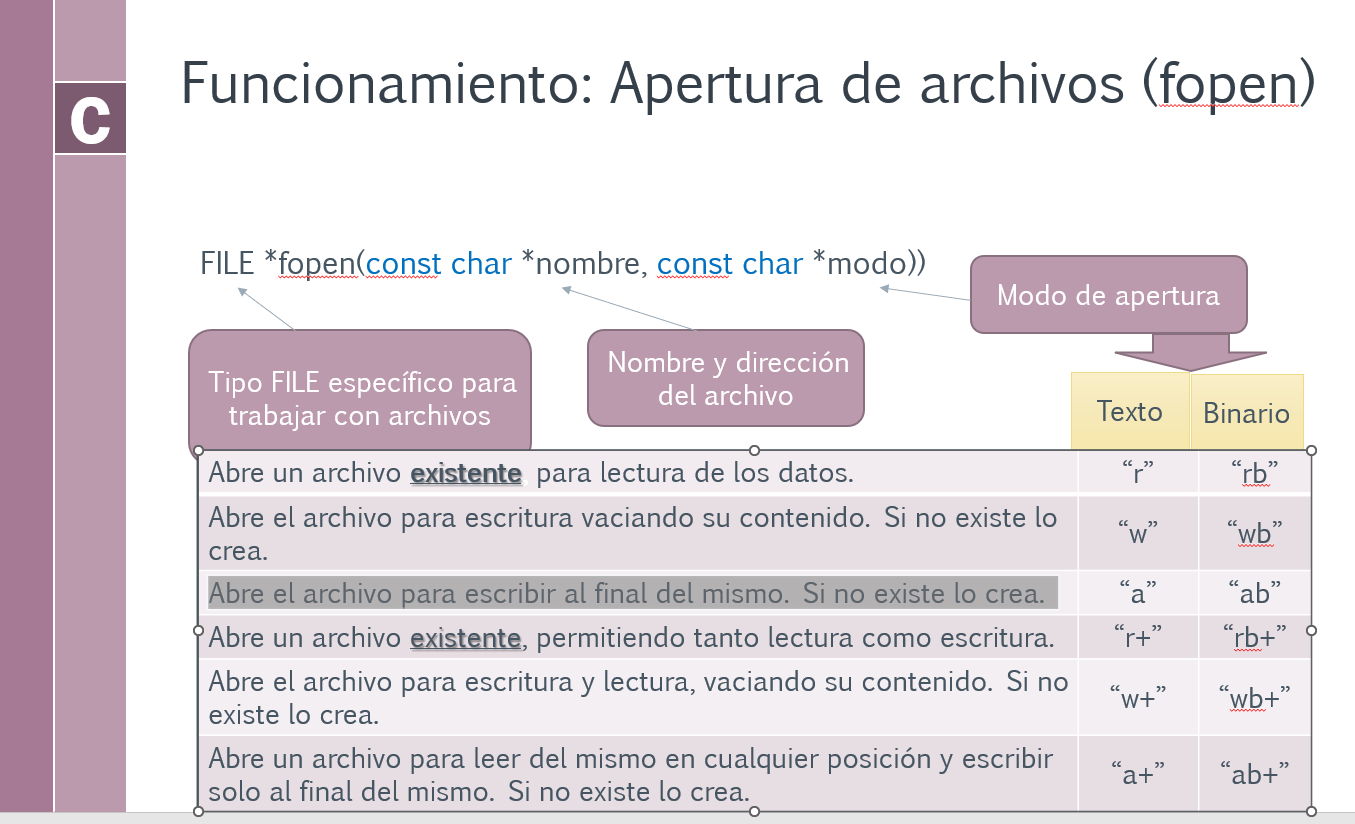 C
Funcionamiento: Apertura de archivos (fopen)
FILE *fopen(const char *nombre, const char *modo))
Modo de apertura
Tipo FILE específico para
trabajar con archivos
Nombre y dirección
del archivo
Texto
Binario
Abre un archivo existente, para lectura de los datos.
“r”
“rb”
Abre el archivo para escritura vaciando su contenido. Si no existe lo
crea.
“w”
“wb”
Abre el archivo para escribir al final del mismo. Si no existe lo crea.
“a”
“ab”
Abre un archivo existente, permitiendo tanto lectura como escritura.
“r+”
“rb+”
Abre el archivo para escritura y lectura, vaciando su contenido. Si no
existe lo crea.
“w+”
“wb+”
Abre un archivo para leer del mismo en cualquier posición y escribir
solo al final del mismo. Si no existe lo crea.
“a+”
“ab+”